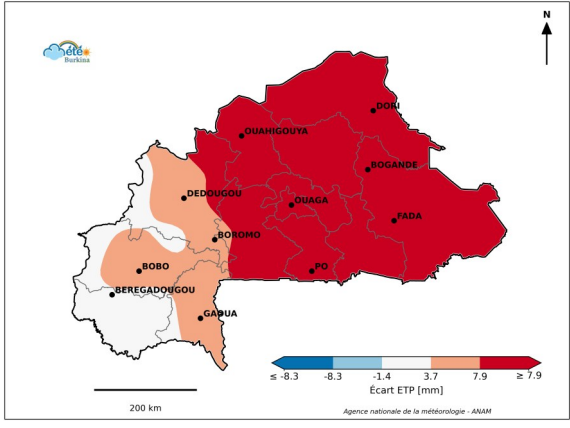 N
Météo
Burkina
DORI
OUAHIGOUYA
BOGANDE
DEDOUGOU
OUAGA
FADA
BOROMO
BOBO
PO
BEREGADOUGOU
GAOUA
≤ -8.3 -8.3 -1.4 3.7 7.9 ≥ 7.9
Écart ETP [mm]
200 km
Agence nationale de la météorologie - ANAM